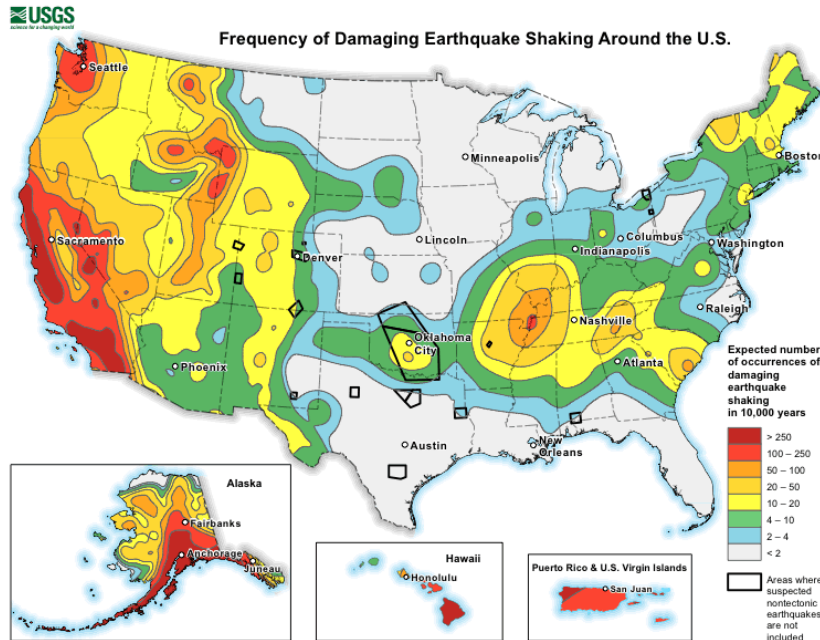 USGS
science for a changing world
Frequency of Damaging Earthquake Shaking Around the U.S.
Seattle
Minneapolis
Boston
Sacramento
Lincoln
Columbus
Denver
Indianapolis
Washington
Raleigh
Nashville
Oklahoma
City
Phoenix
Atlanta
Austin
New
Orleans
Expected number
of occurrences of
damaging
earthquake
shaking
in 10,000 years
> 250
100 – 250
50 – 100
20 – 50
10 – 20
4 – 10
2 – 4
< 2
Areas where
suspected
nontectonic
earthquakes
are not
included
Alaska
Fairbanks
Anchorage
Juneau
Hawaii
Honolulu
Puerto Rico & U.S. Virgin Islands
San Juan